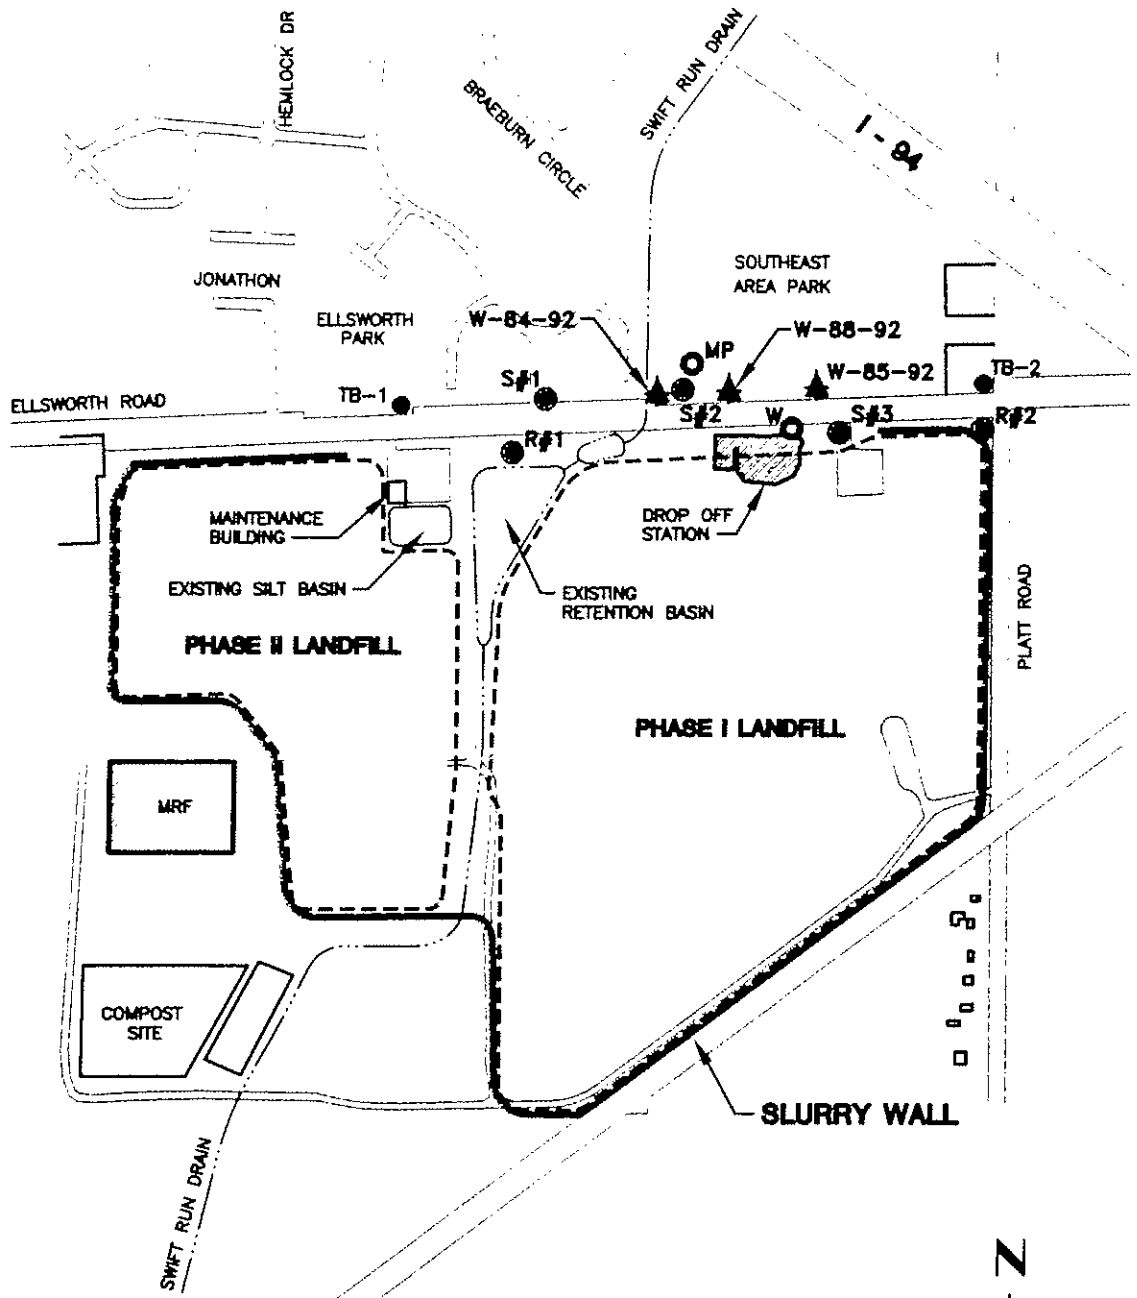 HEMLOCK DR
BRAEBURN CIRCLE
SWIFT RUN DRAIN
I - 94
JONATHON
ELLSWORTH
PARK
SOUTHEAST
AREA PARK
W-84-92
MP
W-88-92
W-85-92
TB-2
ELLSWORTH ROAD
TB-1
S#1
S#2
W
S#3
R#2
R#1
MAINTENANCE
BUILDING
DROP OFF
STATION
EXISTING SILT BASIN
EXISTING
RETENTION BASIN
PLATT ROAD
PHASE II LANDFILL
PHASE I LANDFILL
MRF
COMPOST
SITE
SLURRY WALL
SWIFT RUN DRAIN
N